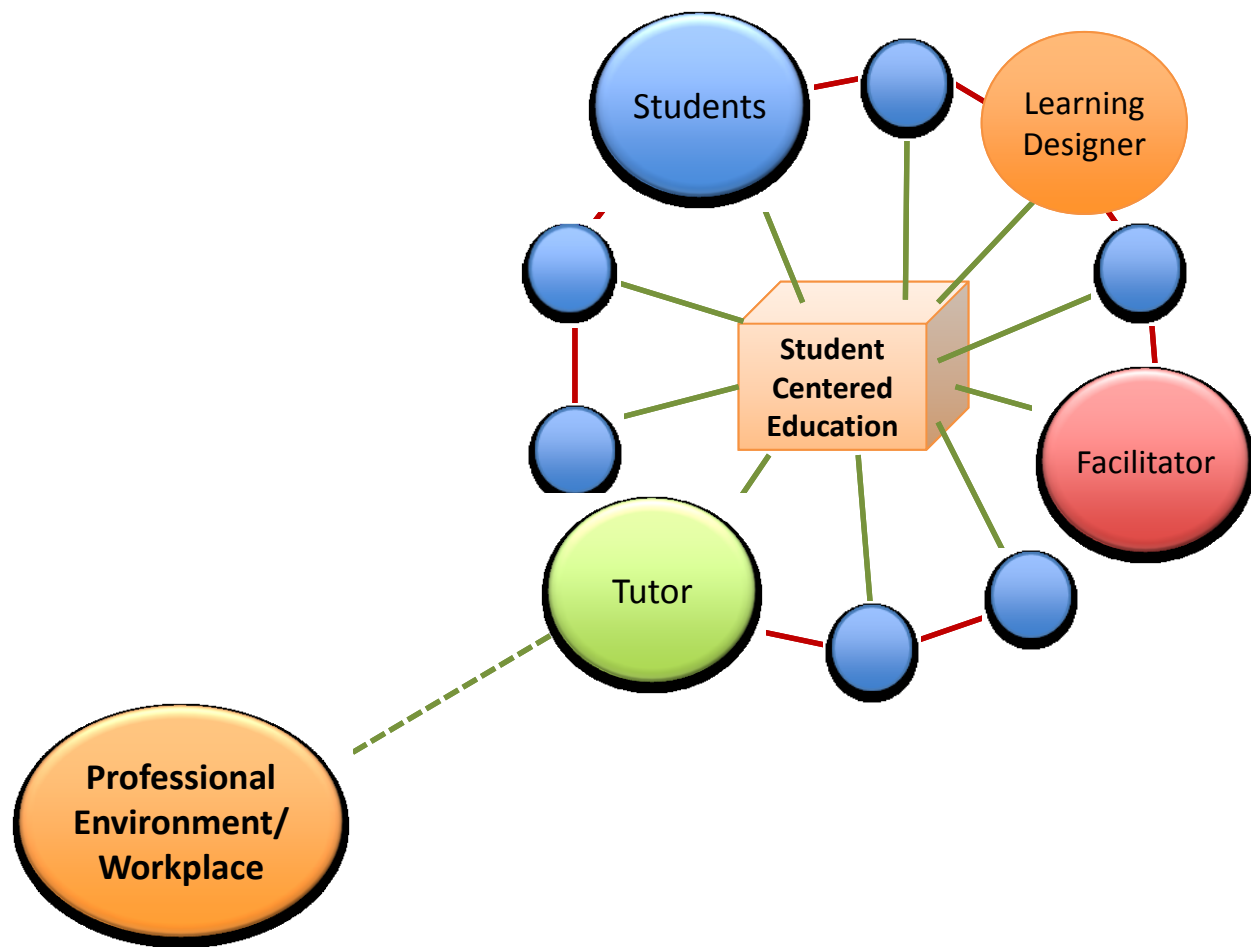 Students
Learning
Designer
Student
Centered
Education
Facilitator
Tutor
Professional
Environment/
Workplace